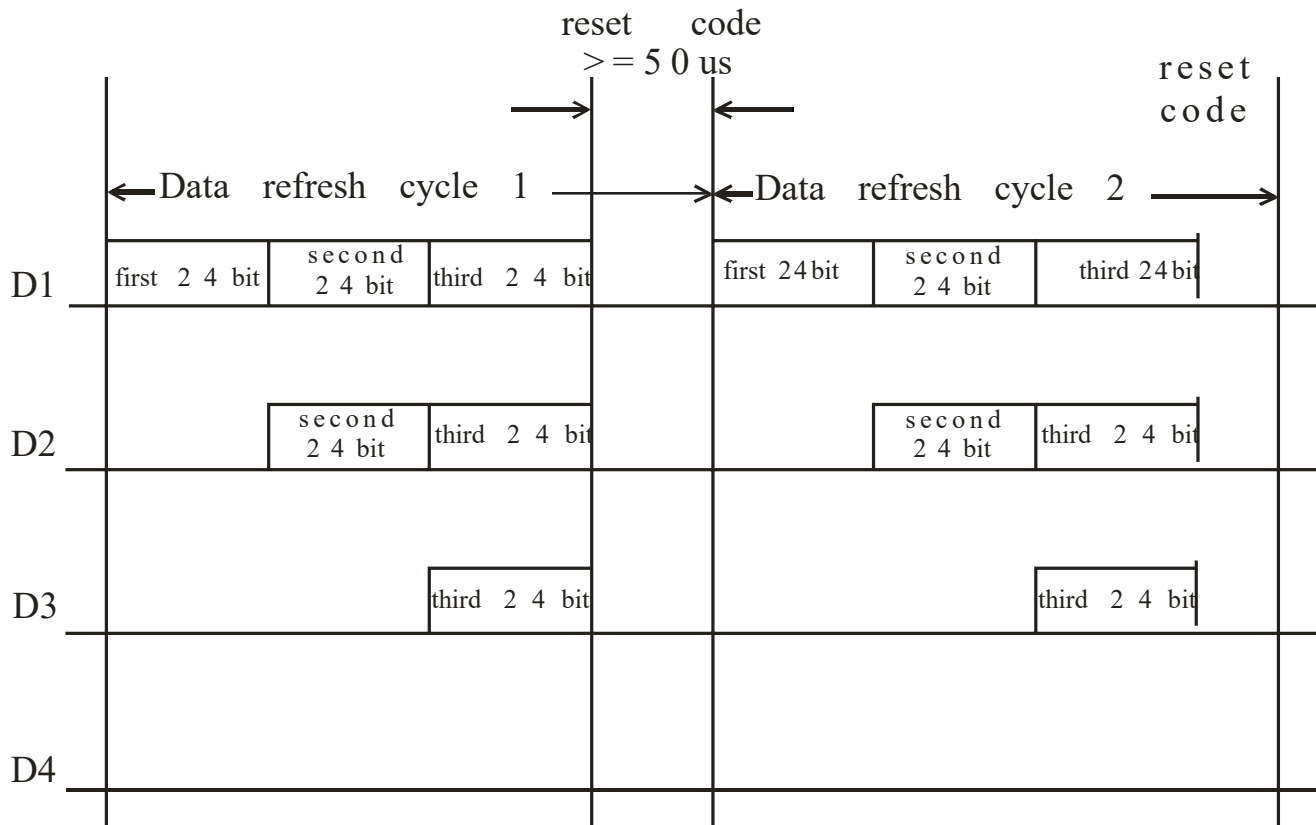 reset code
>=50us
reset
code
Data refresh cycle 1
Data refresh cycle 2
D1
first 24 bit
second
24 bit
third 24 bit
first 24bit
second
24 bit
third 24bit
D2
second
24 bit
third 24 bit
second
24 bit
third 24 bit
D3
third 24 bit
third 24 bit
D4